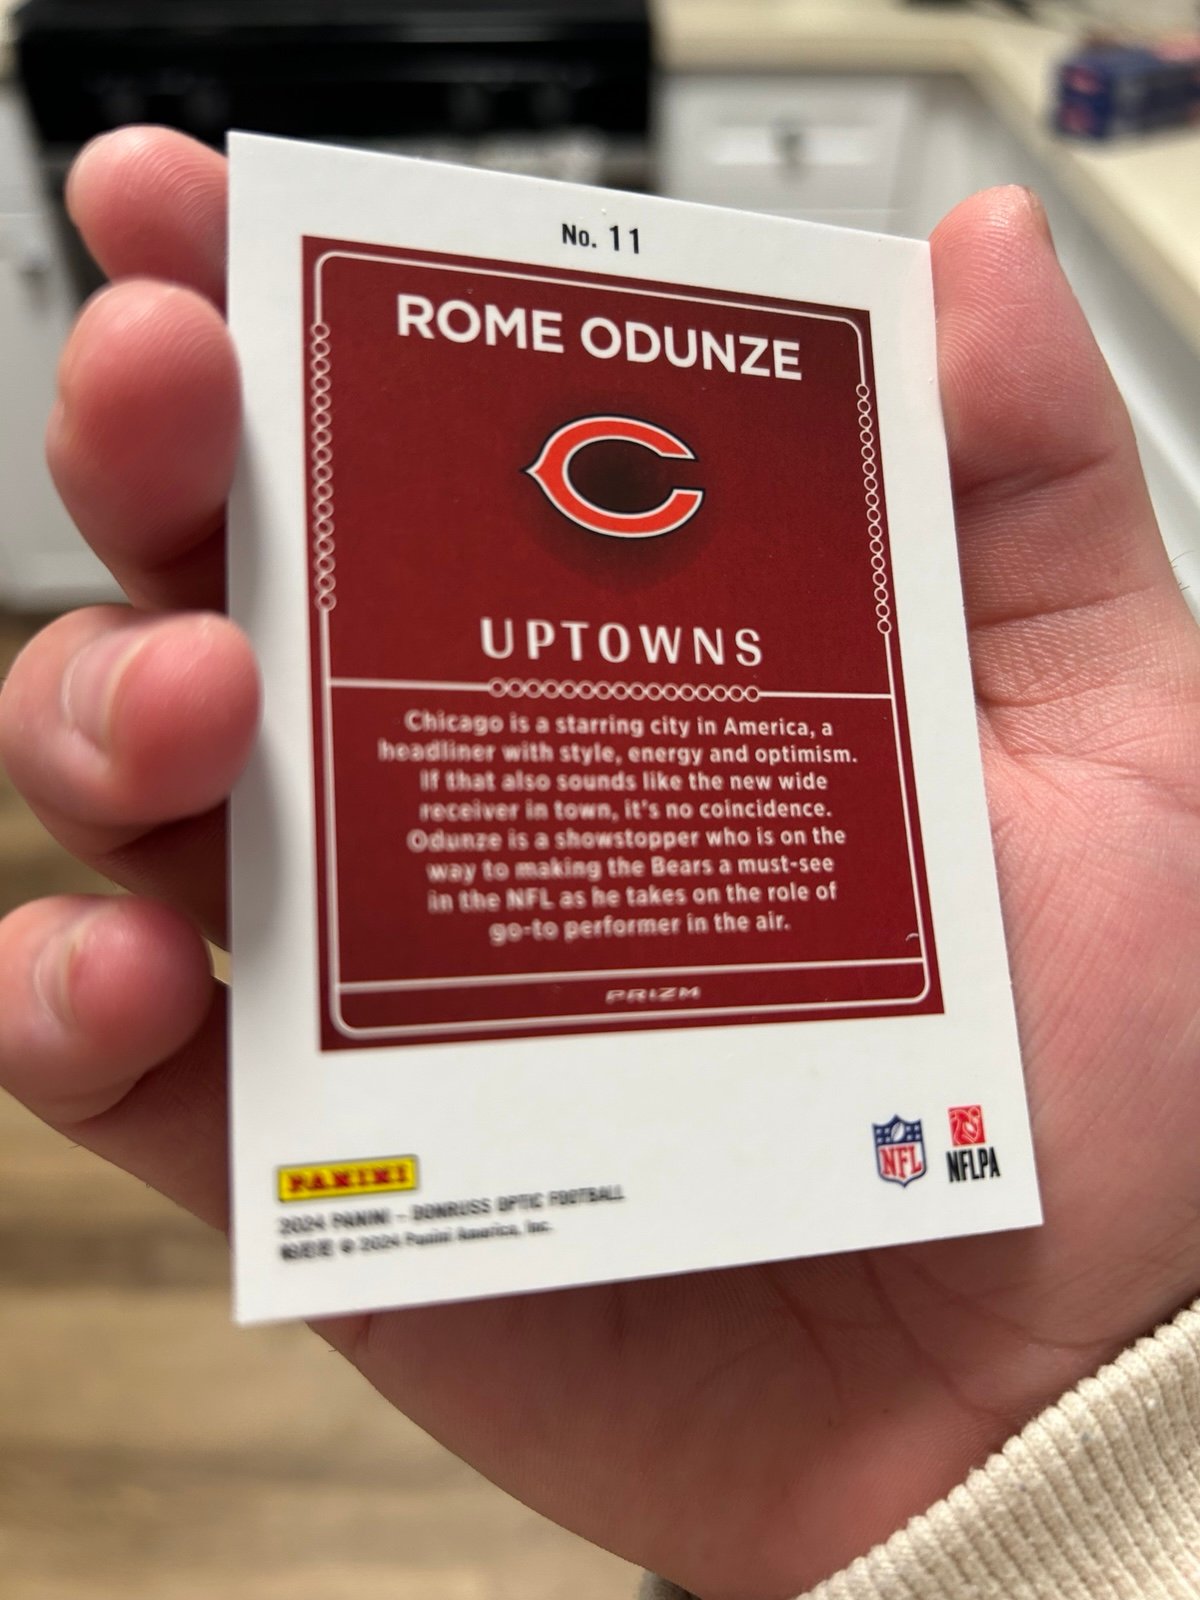 No. 11
ROME ODUNZE
UPTOWNS
Chicago is a starring city in America, a
headliner with style, energy and optimism.
If that also sounds like the new wide
receiver in town, it's no coincidence.
Odunze is a showstopper who is on the
way to making the Bears a must-see
in the NFL as he takes on the role of
go-to performer in the air.
PRIZM
PANINI
2024 PANINI - DONRUSS OPTIC FOOTBALL
© 2024 Panini America, Inc.
NFL
NFLPA